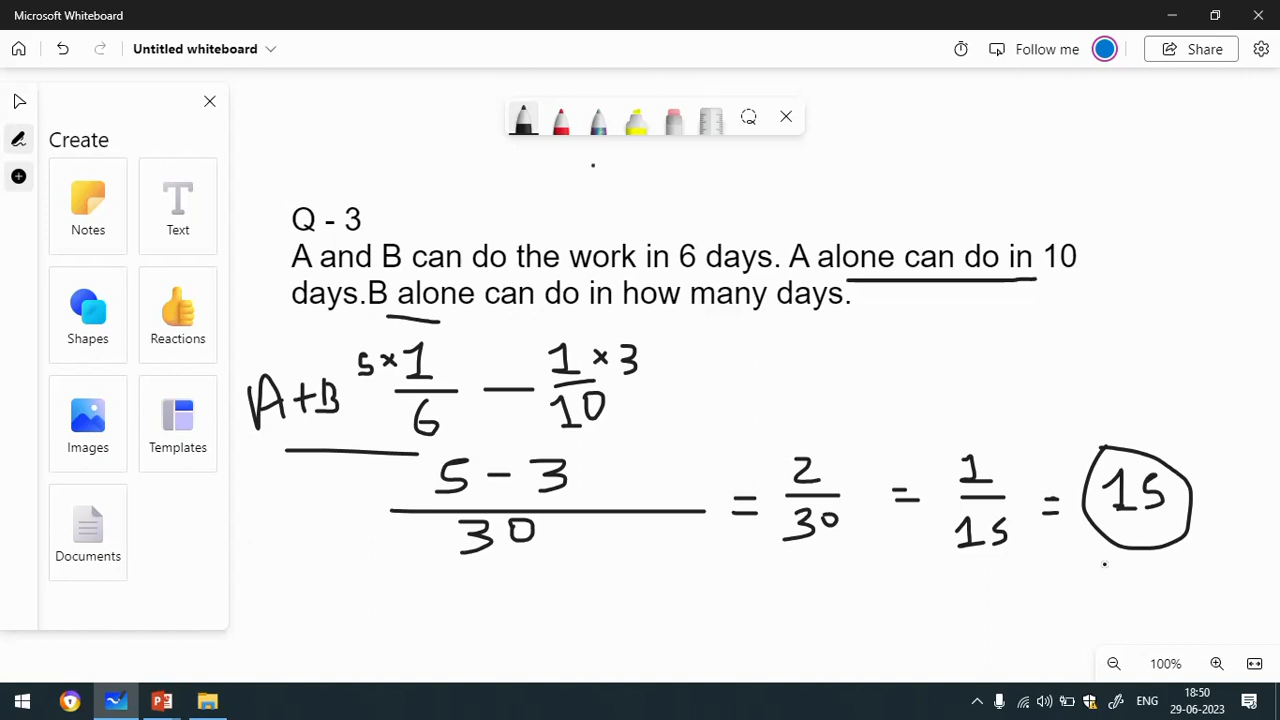 Microsoft Whiteboard
Untitled whiteboard
Follow me
Share
Create
Notes
Text
Shapes
Reactions
Images
Templates
Documents
Q - 3
A and B can do the work in 6 days. A alone can do in 10
days.B alone can do in how many days.
A+B 5×1/6 — 1×3/10
5-3/30 = 2/30 = 1/15 = 15
100%
ENG
18:50
29-06-2023